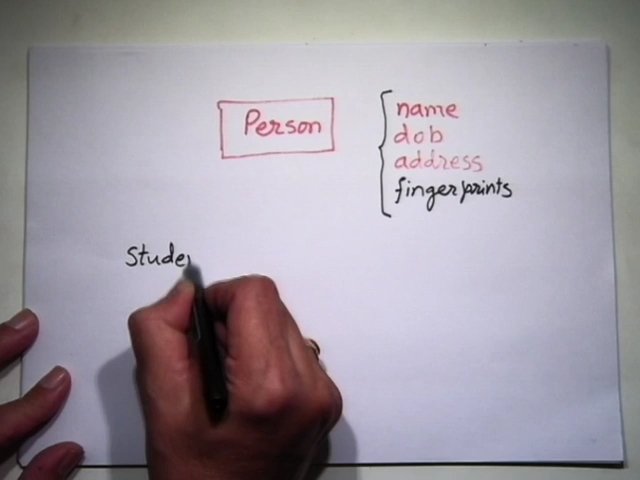 Person
name
dob
address
fingerprints
Stude